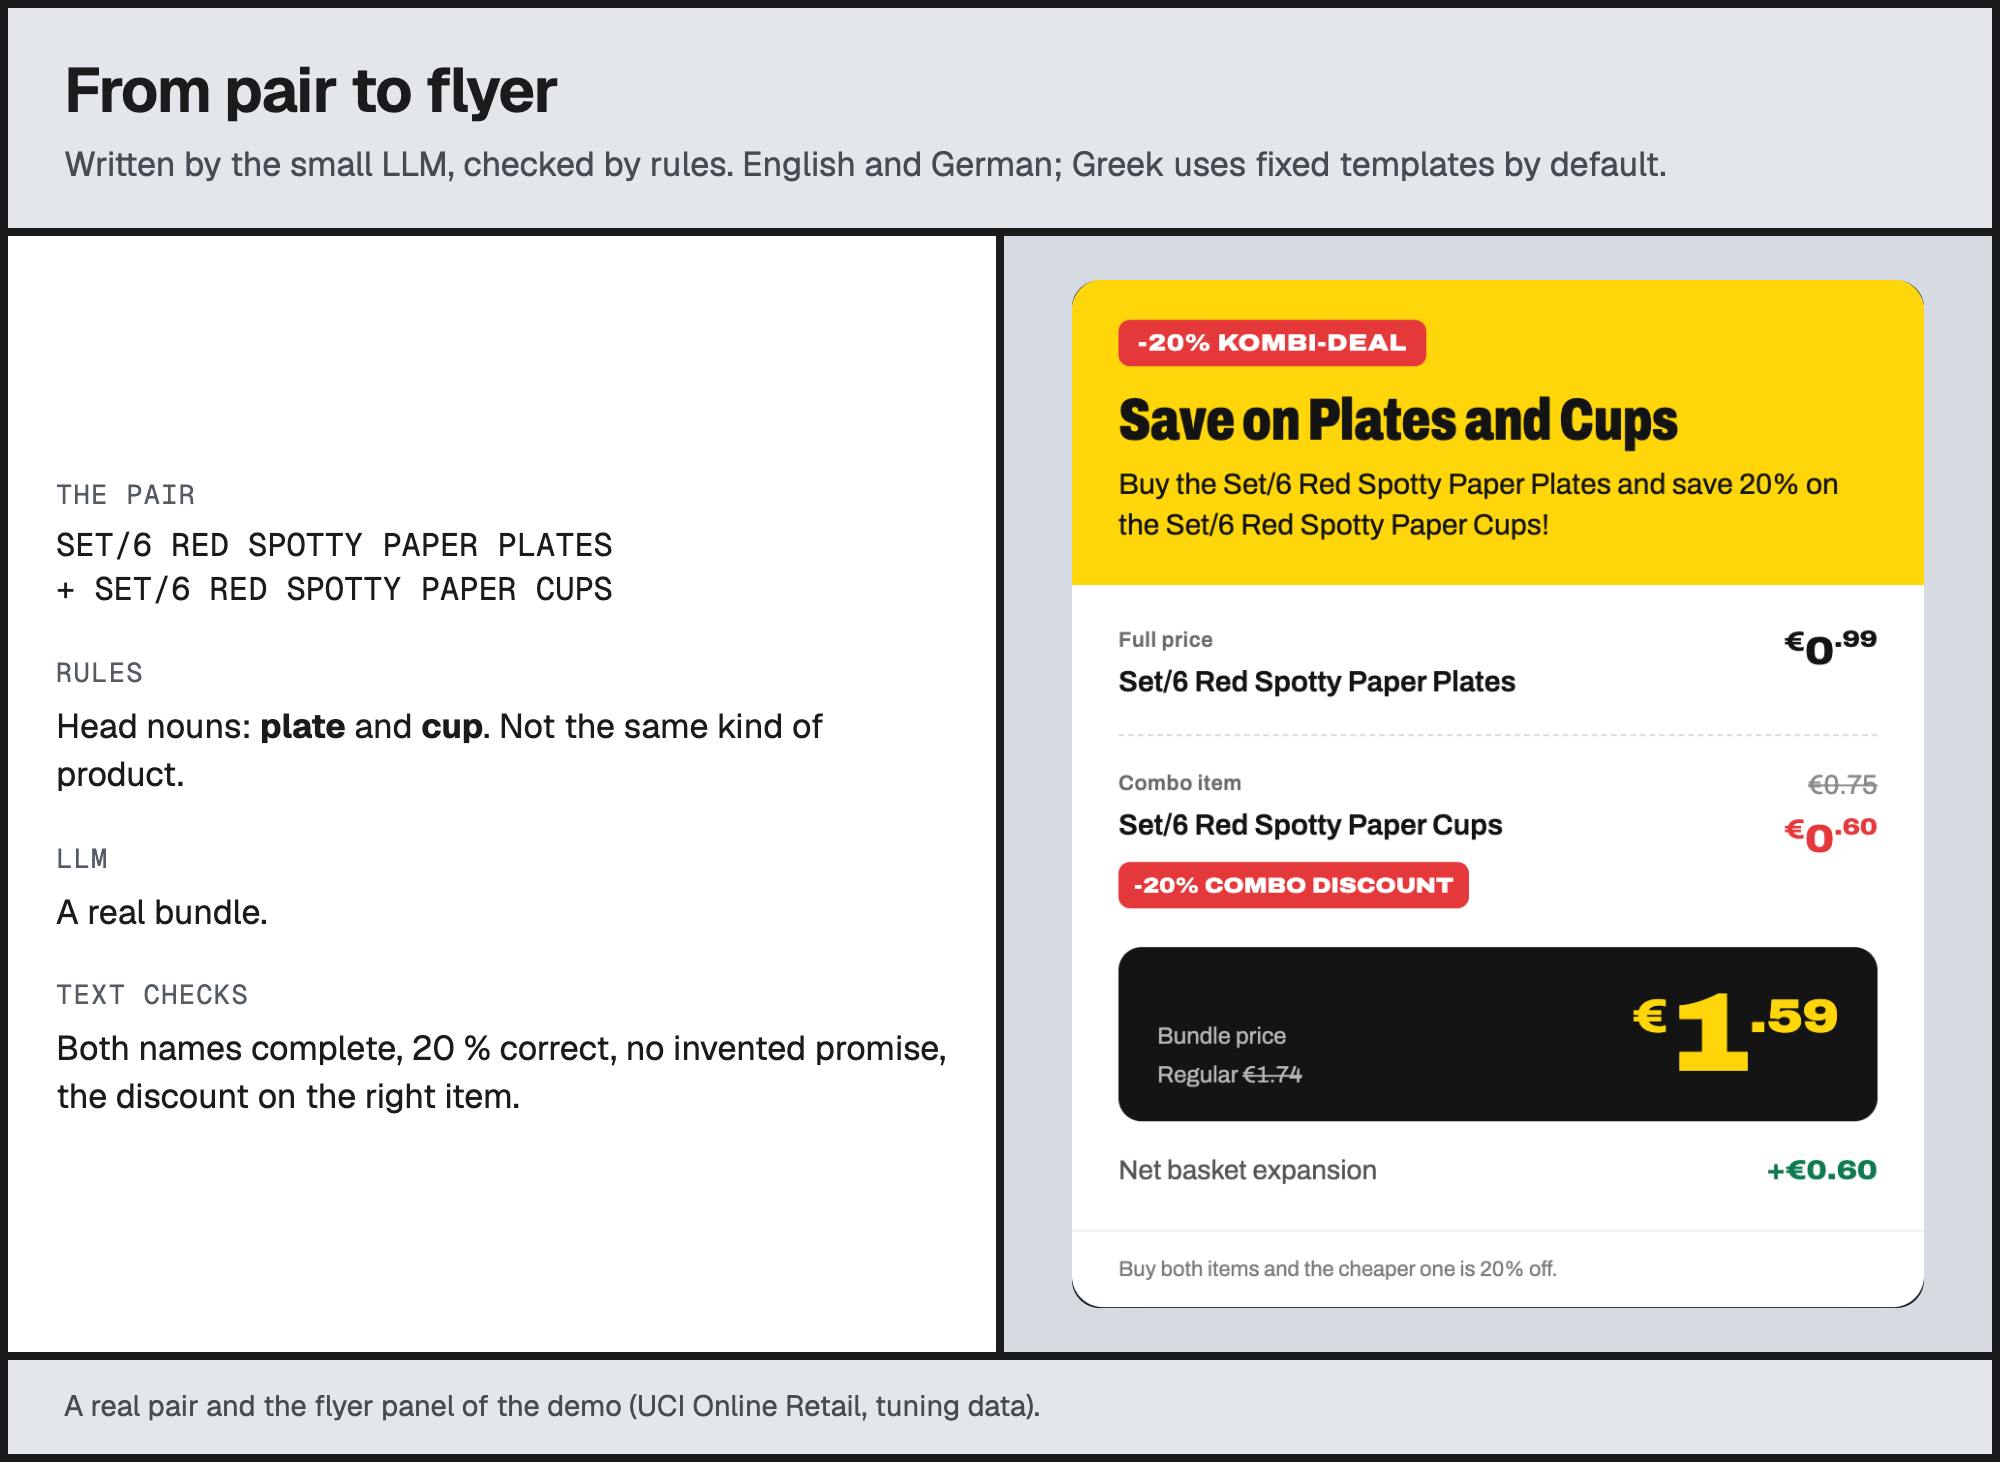 From pair to flyer
Written by the small LLM, checked by rules. English and German; Greek uses fixed templates by default.
THE PAIR
SET/6 RED SPOTTY PAPER PLATES
+ SET/6 RED SPOTTY PAPER CUPS
RULES
Head nouns: plate and cup. Not the same kind of
product.
LLM
A real bundle.
TEXT CHECKS
Both names complete, 20 % correct, no invented promise,
the discount on the right item.
-20% KOMBI-DEAL
Save on Plates and Cups
Buy the Set/6 Red Spotty Paper Plates and save 20% on
the Set/6 Red Spotty Paper Cups!
Full price
€0.99
Set/6 Red Spotty Paper Plates
Combo item
€0.75
Set/6 Red Spotty Paper Cups
€0.60
-20% COMBO DISCOUNT
Bundle price
€1.59
Regular €1.74
Net basket expansion
+€0.60
Buy both items and the cheaper one is 20% off.
A real pair and the flyer panel of the demo (UCI Online Retail, tuning data).